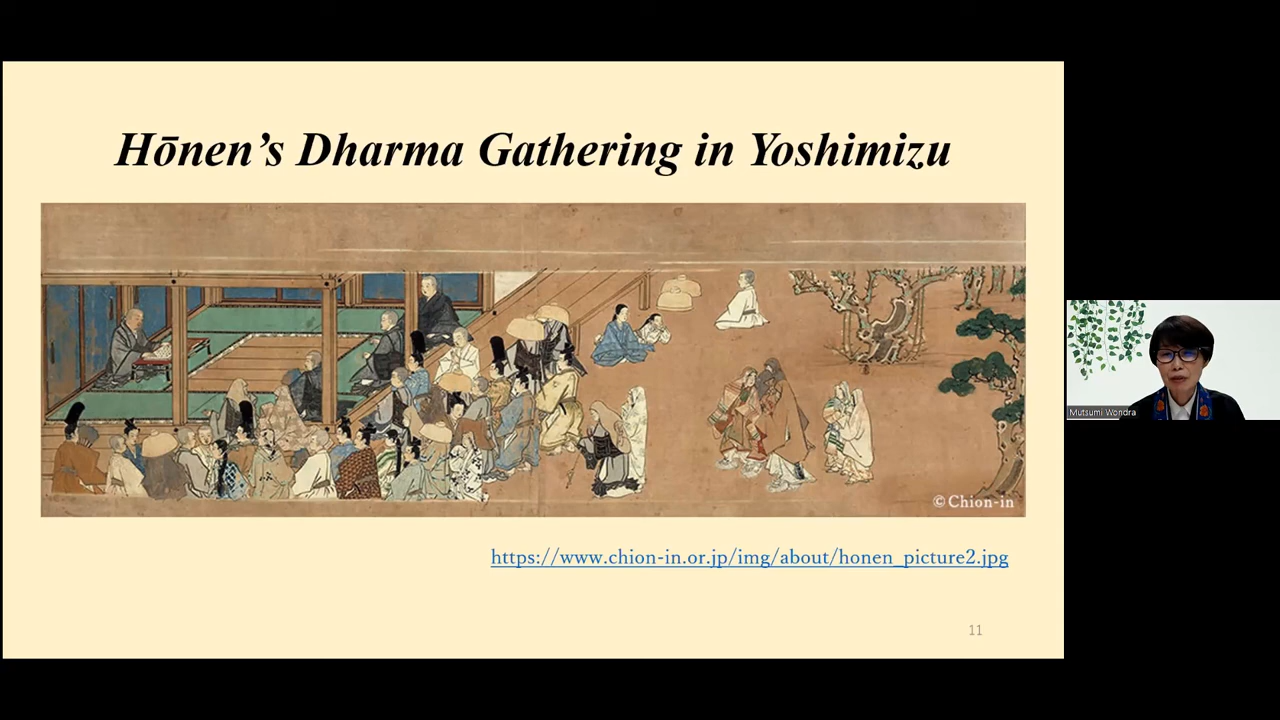 Hōnen’s Dharma Gathering in Yoshimizu
©Chion-in
https://www.chion-in.or.jp/img/about/honen_picture2.jpg
11
Mutsumi Wondra